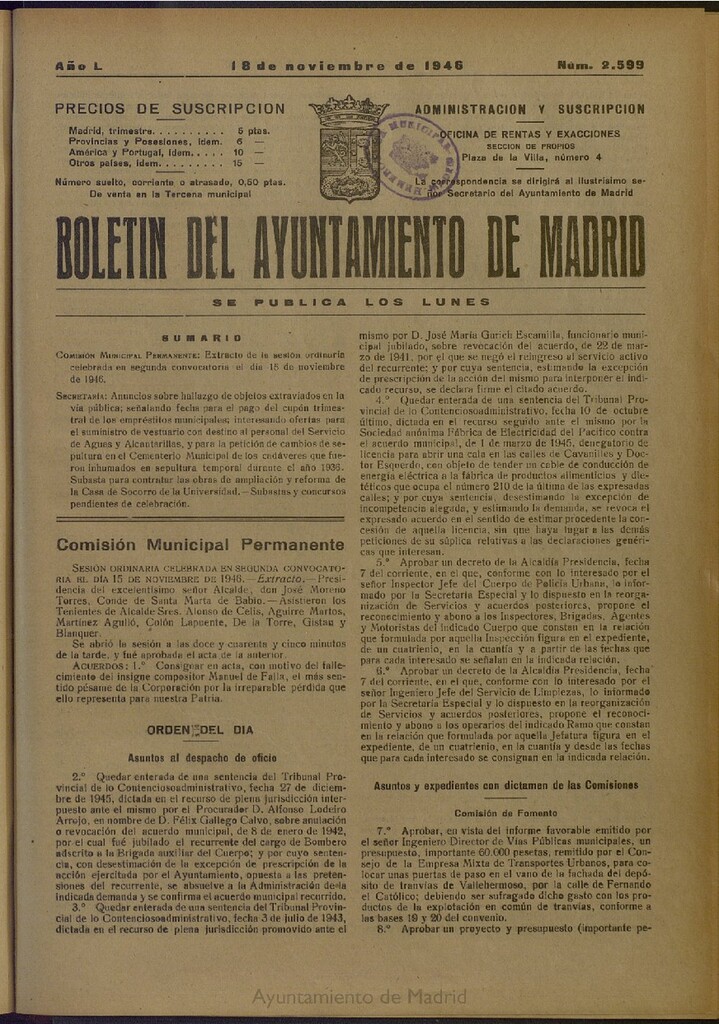 Año L
18 de noviembre de 1946
Núm. 2.599
PRECIOS DE SUSCRIPCION
Madrid, trimestre. . . . . . . . . . 5 ptas.
Provincias y Posesiones, ídem. 6 —
América y Portugal, ídem. . . . . 10 —
Otros países, ídem. . . . . . . . . 15 —
Número suelto, corriente o atrasado, 0,50 ptas.
De venta en la Tercena municipal
ADMINISTRACION Y SUSCRIPCION
OFICINA DE RENTAS Y EXACCIONES
SECCION DE PROPIOS
Plaza de la Villa, número 4
La correspondencia se dirigirá al ilustrísimo se-
ñor Secretario del Ayuntamiento de Madrid
BOLETIN DEL AYUNTAMIENTO DE MADRID
SE PUBLICA LOS LUNES
SUMARIO
COMISIÓN MUNICIPAL PERMANENTE: Extracto de la sesión ordinaria
celebrada en segunda convocatoria el día 15 de noviembre
de 1946.
SECRETARÍA: Anuncios sobre hallazgo de objetos extraviados en la
vía pública; señalando fecha para el pago del cupón trimes-
tral de los empréstitos municipales; interesando ofertas para
el suministro de vestuario con destino al personal del Servicio
de Aguas y Alcantarillas, y para la petición de cambios de se-
pultura en el Cementerio Municipal de los cadáveres que fue-
ron inhumados en sepultura temporal durante el año 1936.
Subasta para contratar las obras de ampliación y reforma de
la Casa de Socorro de la Universidad.—Subastas y concursos
pendientes de celebración.
Comisión Municipal Permanente
SESIÓN ORDINARIA CELEBRADA EN SEGUNDA CONVOCATO-
RIA EL DÍA 15 DE NOVIEMBRE DE 1946.—Extracto.—Presi-
dencia del excelentísimo señor Alcalde, don José Moreno
Torres, Conde de Santa Marta de Babío.—Asistieron los
Tenientes de Alcalde Sres. Alonso de Celis, Aguirre Martos,
Martínez Agulló, Colón Lapuente, De la Torre, Gistau y
Blanquer.
Se abrió la sesión a las doce y cuarenta y cinco minutos
de la tarde, y fué aprobada el acta de la anterior.
ACUERDOS: 1.º Consignar en acta, con motivo del falle-
cimiento del insigne compositor Manuel de Falla, el más sen-
tido pésame de la Corporación por la irreparable pérdida que
ello representa para nuestra Patria.
ORDEN DEL DIA
Asuntos al despacho de oficio
2.º Quedar enterada de una sentencia del Tribunal Pro-
vincial de lo Contenciosoadministrativo, fecha 27 de diciem-
bre de 1945, dictada en el recurso de plena jurisdicción inter-
puesto ante el mismo por el Procurador D. Alfonso Lodeiro
Arrojo, en nombre de D. Félix Gallego Calvo, sobre anulación
o revocación del acuerdo municipal, de 8 de enero de 1942,
por el cual fué jubilado el recurrente del cargo de Bombero
adscrito a la Brigada auxiliar del Cuerpo; y por cuyo senten-
cia, con desestimación de la excepción de prescripción de la
acción ejercitada por el Ayuntamiento, opuesta a las preten-
siones del recurrente, se absuelve a la Administración de la
indicada demanda y se confirma el acuerdo municipal recurrido.
3.º Quedar enterada de una sentencia del Tribunal Provin-
cial de lo Contenciosoadministrativo, fecha 3 de julio de 1943,
dictada en el recurso de plena jurisdicción promovido ante el
mismo por D. José María Gurich Escamilla, funcionario muni-
cipal jubilado, sobre revocación del acuerdo, de 22 de mar-
zo de 1941, por el que se negó el reingreso al servicio activo
del recurrente; y por cuya sentencia, estimando la excepción
de prescripción de la acción del mismo para interponer el indi-
cado recurso, se declara firme el citado acuerdo.
4.º Quedar enterada de una sentencia del Tribunal Pro-
vincial de lo Contenciosoadministrativo, fecha 10 de octubre
último, dictada en el recurso seguido ante el mismo por la
Sociedad anónima Fábrica de Electricidad del Pacífico contra
el acuerdo municipal, de 1 de marzo de 1945, denegatorio de
licencia para abrir una cala en las calles de Cavanilles y Doc-
tor Esquerdo, con objeto de tender un cable de conducción de
energía eléctrica a la fábrica de productos alimenticios y die-
téticos que ocupa el número 210 de la última de las expresadas
calles; y por cuya sentencia, desestimando la excepción de
incompetencia alegada, y estimando la demanda, se revoca el
expresado acuerdo en el sentido de estimar procedente la con-
cesión de aquella licencia, sin que haya lugar a las demás
peticiones de su súplica relativas a las declaraciones genéri-
cas que interesan.
5.º Aprobar un decreto de la Alcaldía Presidencia, fecha
7 del corriente, en el que, conforme con lo interesado por el
señor Inspector Jefe del Cuerpo de Policía Urbana, lo infor-
mado por la Secretaría Especial y lo dispuesto en la reorga-
nización de Servicios y acuerdos posteriores, propone el
reconocimiento y abono a los Inspectores, Brigadas, Agentes
y Motoristas del indicado Cuerpo que constan en la relación
que formulada por aquella Inspección figura en el expediente,
de un cuatrienio, en la cuantía y a partir de las fechas que
para cada interesado se señalan en la indicada relación.
6.º Aprobar un decreto de la Alcaldía Presidencia, fecha
7 del corriente, en el que, conforme con lo interesado por el
señor Ingeniero Jefe del Servicio de Limpiezas, lo informado
por la Secretaría Especial y lo dispuesto en la reorganización
de Servicios y acuerdos posteriores, propone el reconoci-
miento y abono a los operarios del indicado Ramo que constan
en la relación que formulada por aquella Jefatura figura en el
expediente, de un cuatrienio, en la cuantía y desde las fechas
que para cada interesado se consignan en la indicada relación.
Asuntos y expedientes con dictamen de las Comisiones
Comisión de Fomento
7.º Aprobar, en vista del informe favorable emitido por
el señor Ingeniero Director de Vías Públicas municipales, un
presupuesto, importante 60.000 pesetas, remitido por el Con-
sejo de la Empresa Mixta de Transportes Urbanos, para co-
locar unas puertas de paso en el vano de la fachada del depó-
sito de tranvías de Vallehermoso, por la calle de Fernando
el Católico; debiendo ser sufragado dicho gasto con los pro-
ductos de la explotación en común de tranvías, conforme a
las bases 19 y 20 del convenio.
8.º Aprobar un proyecto y presupuesto (importante pe-
Ayuntamiento de Madrid